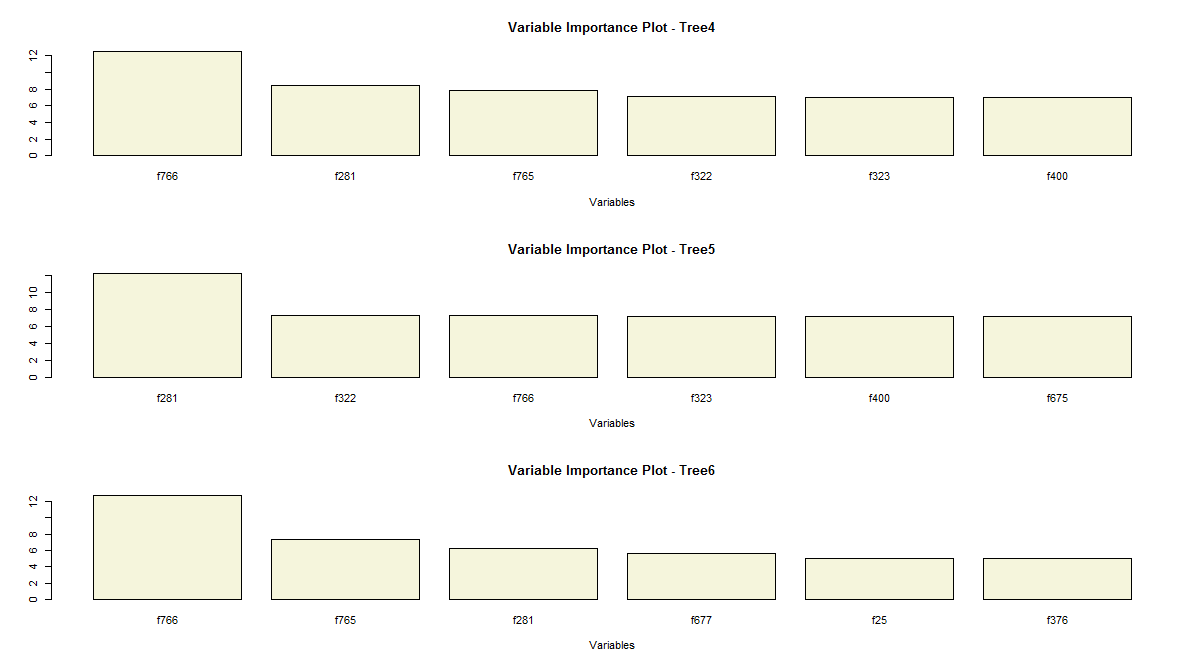 Variable Importance Plot - Tree4
12
8
6
4
2
0
f766 f281 f765 f322 f323 f400
Variables
Variable Importance Plot - Tree5
10
8
6
4
2
0
f281 f322 f766 f323 f400 f675
Variables
Variable Importance Plot - Tree6
12
8
6
4
2
0
f766 f765 f281 f677 f25 f376
Variables